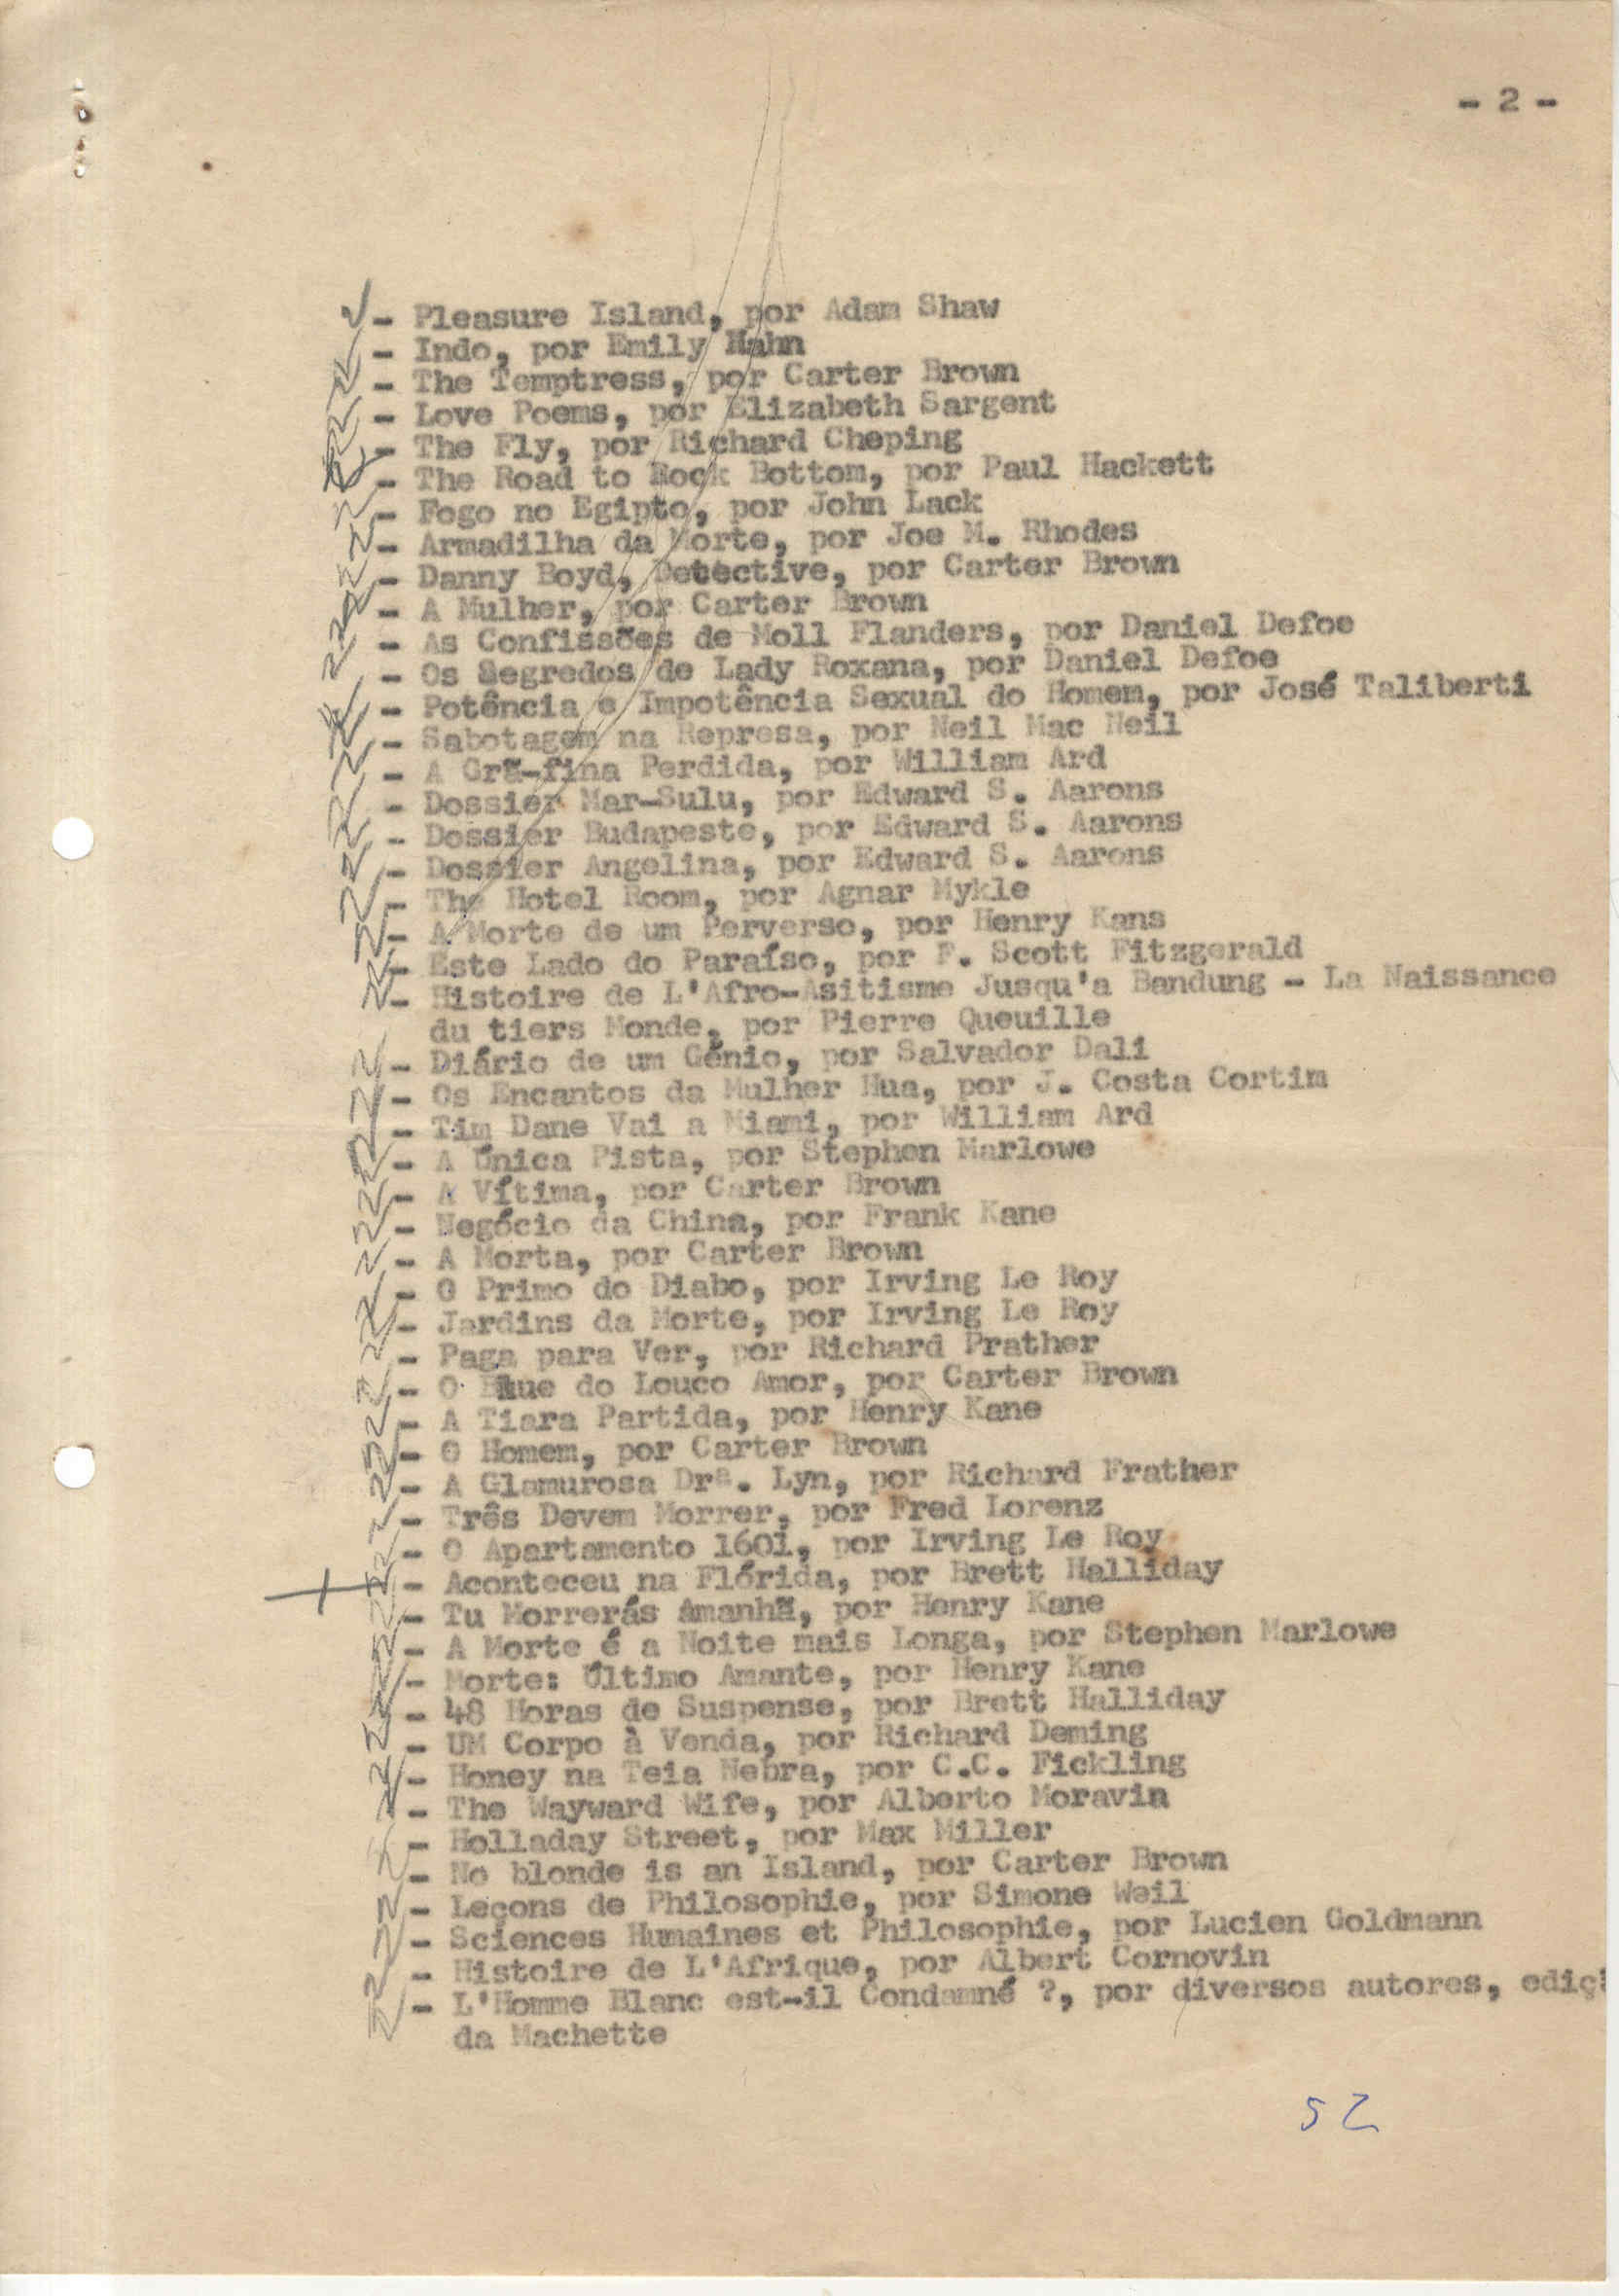 - 2 -
- Pleasure Island, por Adam Shaw
- Indo, por Emily Hahn
- The Temptress, por Carter Brown
- Love Poems, por Elizabeth Sargent
- The Fly, por Richard Cheping
- The Road to Rock Bottom, por Paul Hackett
- Fogo no Egipto, por John Lack
- Armadilha da Morte, por Joe M. Rhodes
- Danny Boyd, Detective, por Carter Brown
- A Mulher, por Carter Brown
- As Confissões de Moll Flanders, por Daniel Defoe
- Os Segredos de Lady Roxana, por Daniel Defoe
- Potência e Impotência Sexual do Homem, por José Taliberti
- Sabotagem na Represa, por Neil Mac Neil
- A Grã-fina Perdida, por William Ard
- Dossier Mar-Sulu, por Edward S. Aarons
- Dossier Budapeste, por Edward S. Aarons
- Dossier Angelina, por Edward S. Aarons
- The Hotel Room, por Agnar Mykle
- A Morte de um Perverso, por Henry Kans
- Este Lado do Paraíso, por F. Scott Fitzgerald
- Histoire de L'Afro-Asitisme Jusqu'a Bandung - La Naissance
du tiers Monde, por Pierre Queuille
- Diário de um Génio, por Salvador Dali
- Os Encantos da Mulher Nua, por J. Costa Cortim
- Tim Dane Vai a Miami, por William Ard
- A Única Pista, por Stephen Marlowe
- A Vítima, por Carter Brown
- Negócio da China, por Frank Kane
- A Morta, por Carter Brown
- O Primo do Diabo, por Irving Le Roy
- Jardins da Morte, por Irving Le Roy
- Paga para Ver, por Richard Prather
- O Blue do Louco Amor, por Carter Brown
- A Tiara Partida, por Henry Kane
- O Homem, por Carter Brown
- A Glamurosa Drª. Lyn, por Richard Frather
- Três Devem Morrer, por Fred Lorenz
- O Apartamento 1601, por Irving Le Roy
- Aconteceu na Flórida, por Brett Halliday
- Tu Morrerás Amanhã, por Henry Kane
- A Morte é a Noite mais Longa, por Stephen Marlowe
- Morte: Último Amante, por Henry Kane
- 48 Horas de Suspense, por Brett Halliday
- UM Corpo à Venda, por Richard Deming
- Honey na Teia Nebra, por C.C. Fickling
- The Wayward Wife, por Alberto Moravia
- Holladay Street, por Max Miller
- No blonde is an Island, por Carter Brown
- Leçons de Philosophie, por Simone Weil
- Sciences Humaines et Philosophie, por Lucien Goldmann
- Histoire de L'Afrique, por Albert Cornovin
- L'Homme Blanc est-il Condamné ?, por diversos autores,
da Machette
52